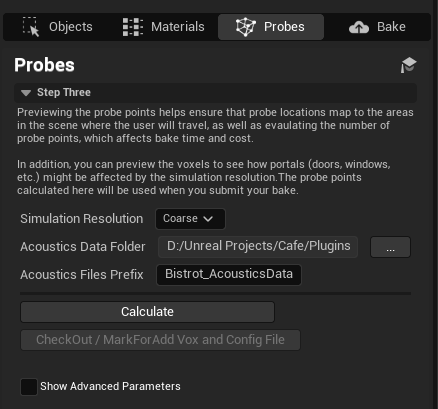 Objects Materials Probes Bake
Probes
Step Three
Previewing the probe points helps ensure that probe locations map to the areas
in the scene where the user will travel, as well as evaulating the number of
probe points, which affects bake time and cost.
In addition, you can preview the voxels to see how portals (doors, windows,
etc.) might be affected by the simulation resolution.The probe points
calculated here will be used when you submit your bake.
Simulation Resolution Coarse
Acoustics Data Folder D:/Unreal Projects/Cafe/Plugins ...
Acoustics Files Prefix Bistrot_AcousticsData
Calculate
CheckOut / MarkForAdd Vox and Config File
Show Advanced Parameters